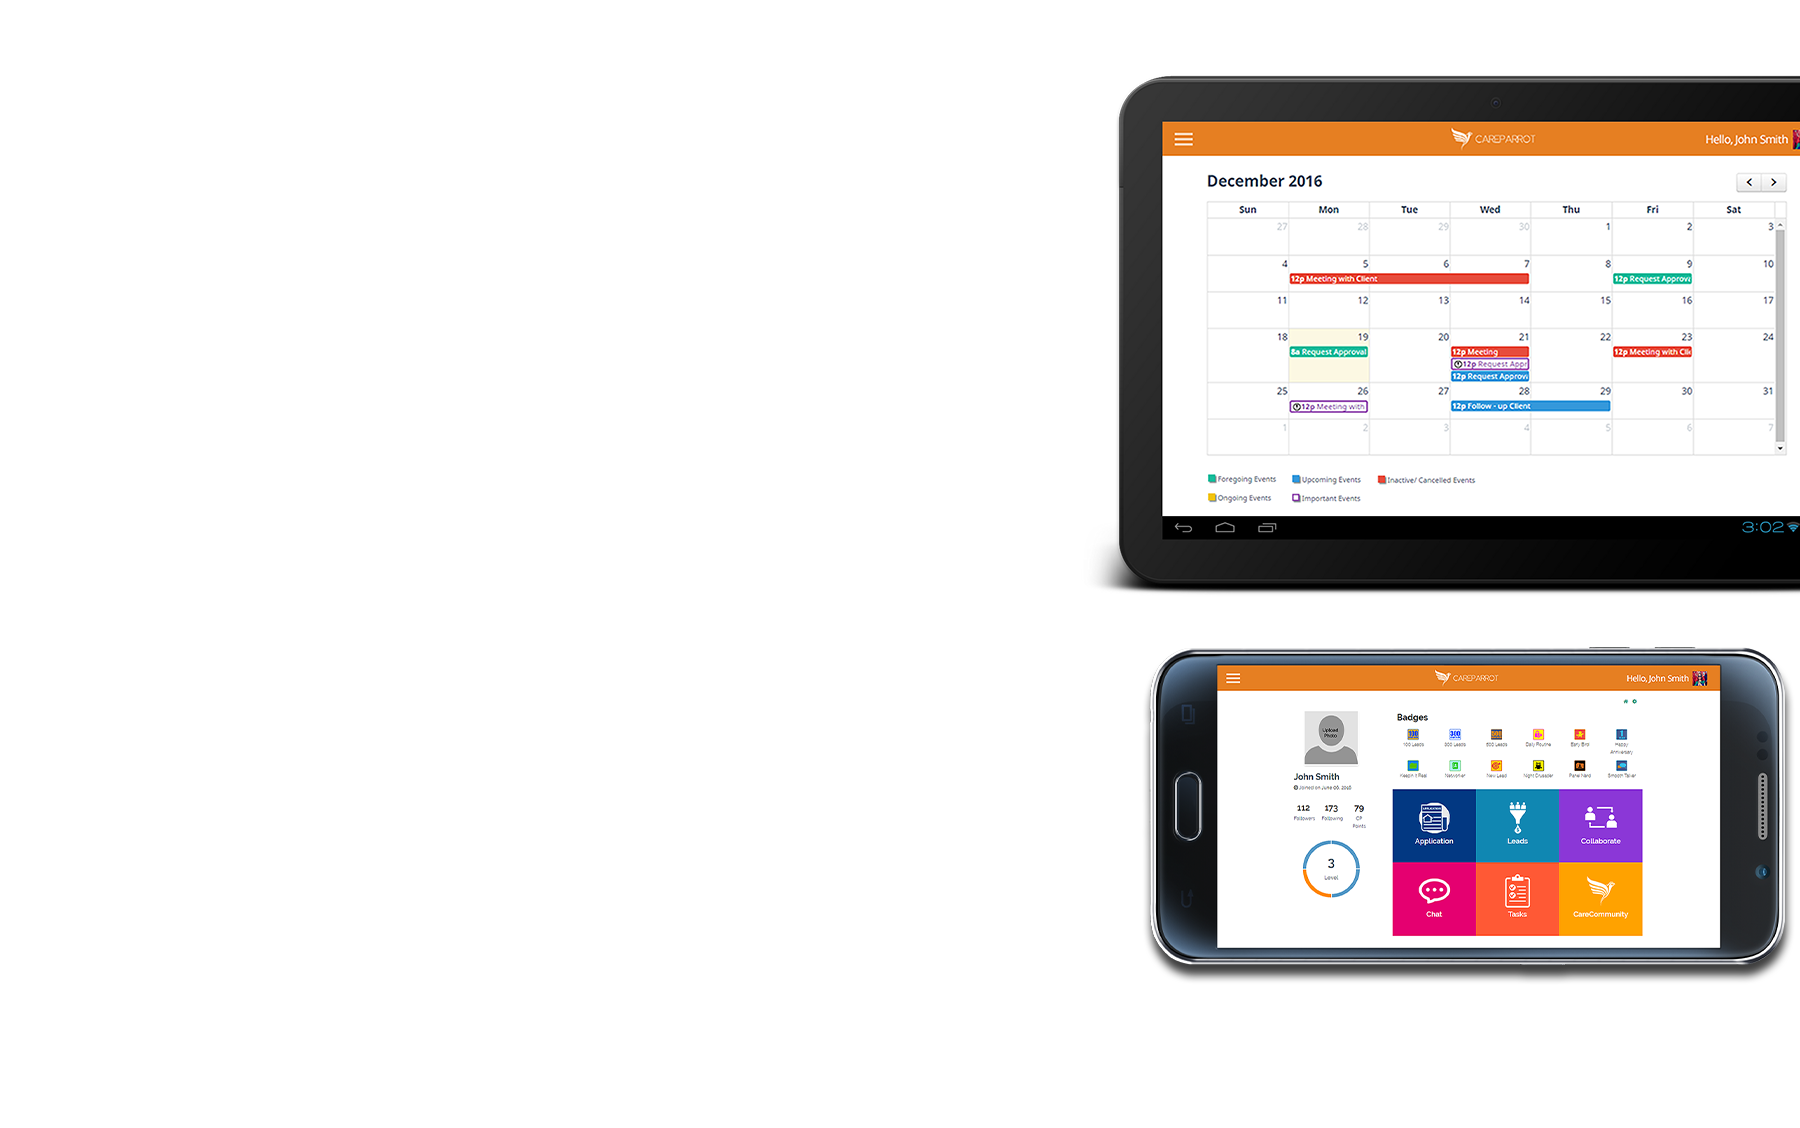 CAREPARROT
Hello, John Smith
December 2016
Sun Mon Tue Wed Thu Fri Sat
27 28 29 30 1 2 3
4 5 6 7 8 9 10
12p Meeting with Client 12p Request Approv
11 12 13 14 15 16 17
18 19 20 21 22 23 24
8a Request Approval 12p Meeting 12p Meeting with Cli
12p Request Appr
12p Request Approv
25 26 27 28 29 30 31
12p Meeting with 12p Follow - up Client
1 2 3 4 5 6 7
Foregoing Events Upcoming Events Inactive/ Cancelled Events
Ongoing Events Important Events
3:02
CAREPARROT
Hello, John Smith
Upload
Photo
John Smith
Joined on June 00, 2010
112 173 79
Followers Following CP
Points
3
Level
Badges
100 Leads 300 Leads 500 Leads Daily Routine Early Bird Happy
Anniversary
Keepin it Real Networker New Lead Night Crusader Panel Nerd Smooth Talker
Application Leads Collaborate
Chat Tasks CareCommunity